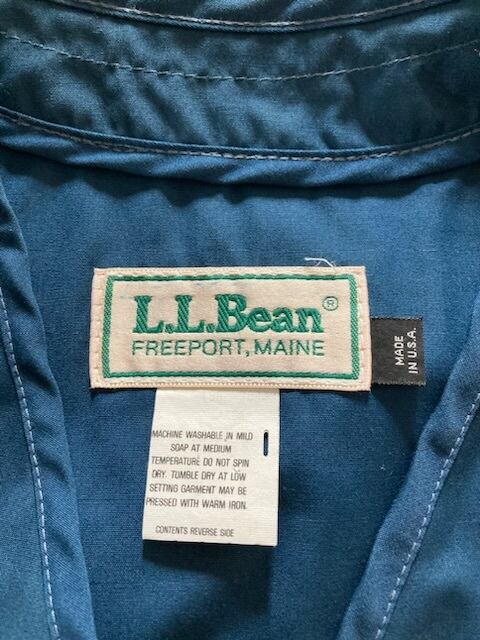 L.L.Bean®
FREEPORT, MAINE
MADE
IN U.S.A.
MACHINE WASHABLE IN MILD
SOAP AT MEDIUM
TEMPERATURE DO NOT SPIN
DRY. TUMBLE DRY AT LOW
SETTING GARMENT MAY BE
PRESSED WITH WARM IRON.
CONTENTS REVERSE SIDE